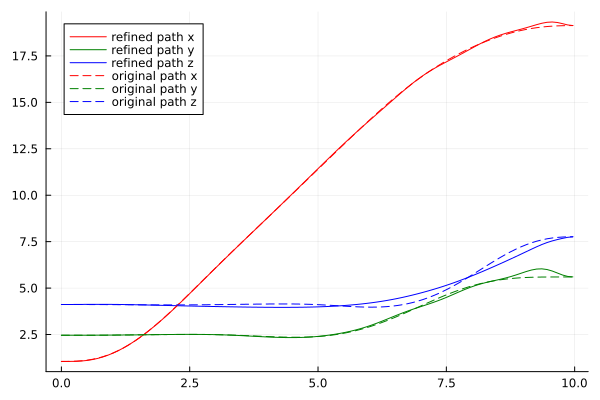 17.5
15.0
12.5
10.0
7.5
5.0
2.5
refined path x
refined path y
refined path z
original path x
original path y
original path z
0.0 2.5 5.0 7.5 10.0